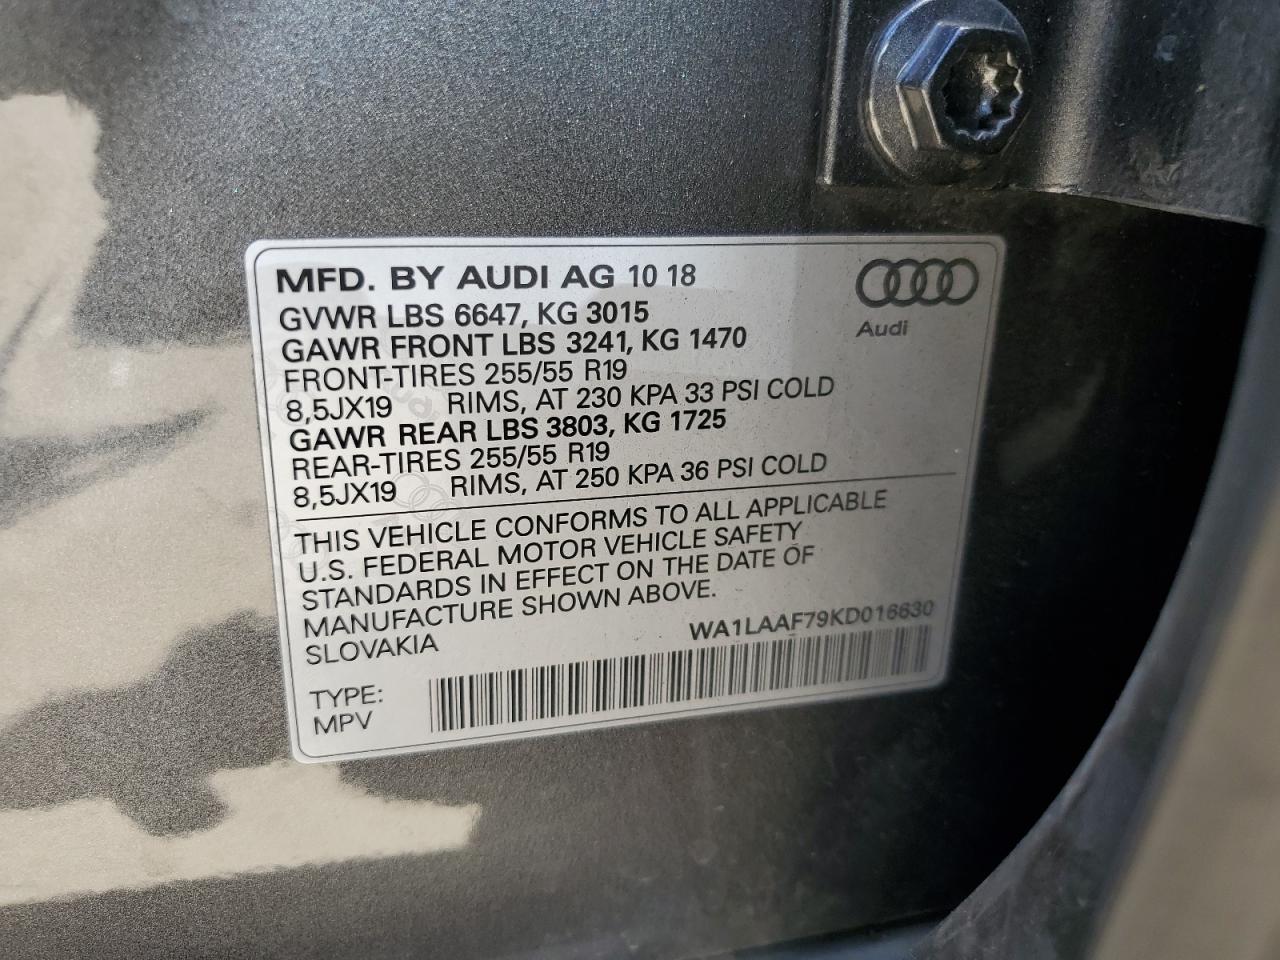 MFD. BY AUDI AG 10 18
GVWR LBS 6647, KG 3015
GAWR FRONT LBS 3241, KG 1470
FRONT-TIRES 255/55 R19
8,5JX19 RIMS, AT 230 KPA 33 PSI COLD
GAWR REAR LBS 3803, KG 1725
REAR-TIRES 255/55 R19
8,5JX19 RIMS, AT 250 KPA 36 PSI COLD
Audi
THIS VEHICLE CONFORMS TO ALL APPLICABLE
U.S. FEDERAL MOTOR VEHICLE SAFETY
STANDARDS IN EFFECT ON THE DATE OF
MANUFACTURE SHOWN ABOVE.
SLOVAKIA
WA1LAAF79KD016630
TYPE:
MPV